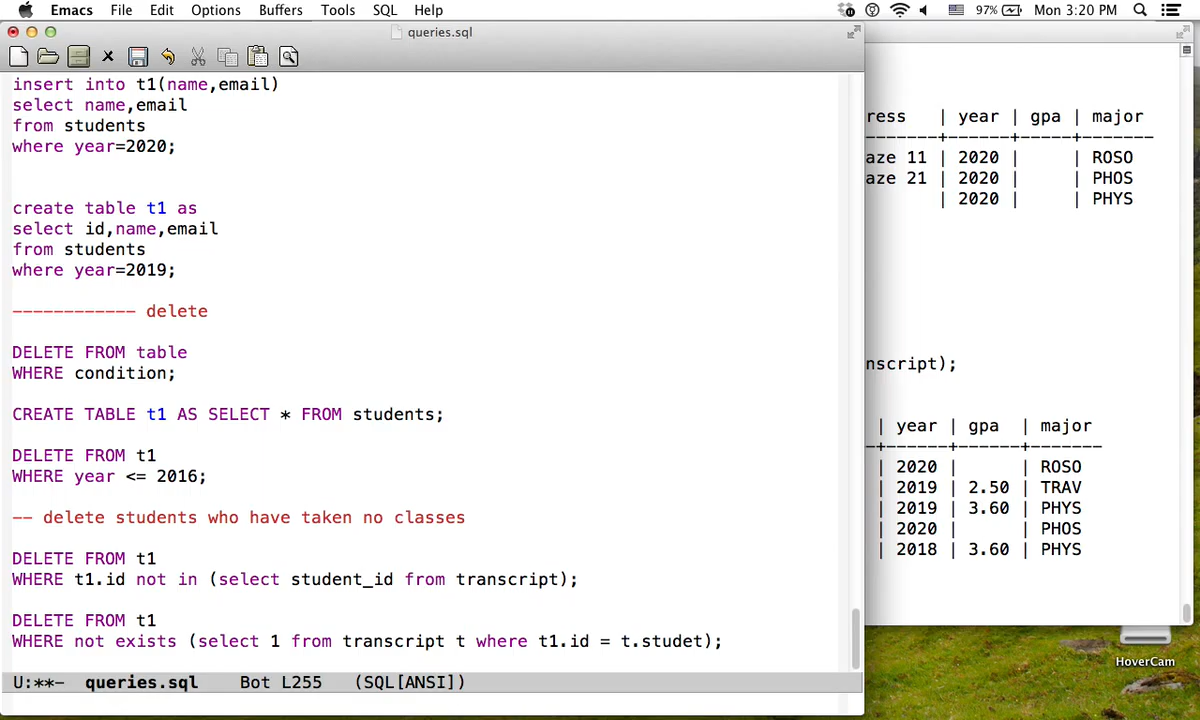 Emacs File Edit Options Buffers Tools SQL Help 97% Mon 3:20 PM
queries.sql
insert into t1(name,email)
select name,email
from students
where year=2020;
create table t1 as
select id,name,email
from students
where year=2019;
------------ delete
DELETE FROM table
WHERE condition;
CREATE TABLE t1 AS SELECT * FROM students;
DELETE FROM t1
WHERE year <= 2016;
-- delete students who have taken no classes
DELETE FROM t1
WHERE t1.id not in (select student_id from transcript);
DELETE FROM t1
WHERE not exists (select 1 from transcript t where t1.id = t.studet);
U:**- queries.sql Bot L255 (SQL[ANSI])
ress | year | gpa | major
-------+------+-----+-------
aze 11 | 2020 | | ROSO
aze 21 | 2020 | | PHOS
| 2020 | | PHYS
nscript);
| year | gpa | major
-+------+------+-------
| 2020 | | ROSO
| 2019 | 2.50 | TRAV
| 2019 | 3.60 | PHYS
| 2020 | | PHOS
| 2018 | 3.60 | PHYS
HoverCam